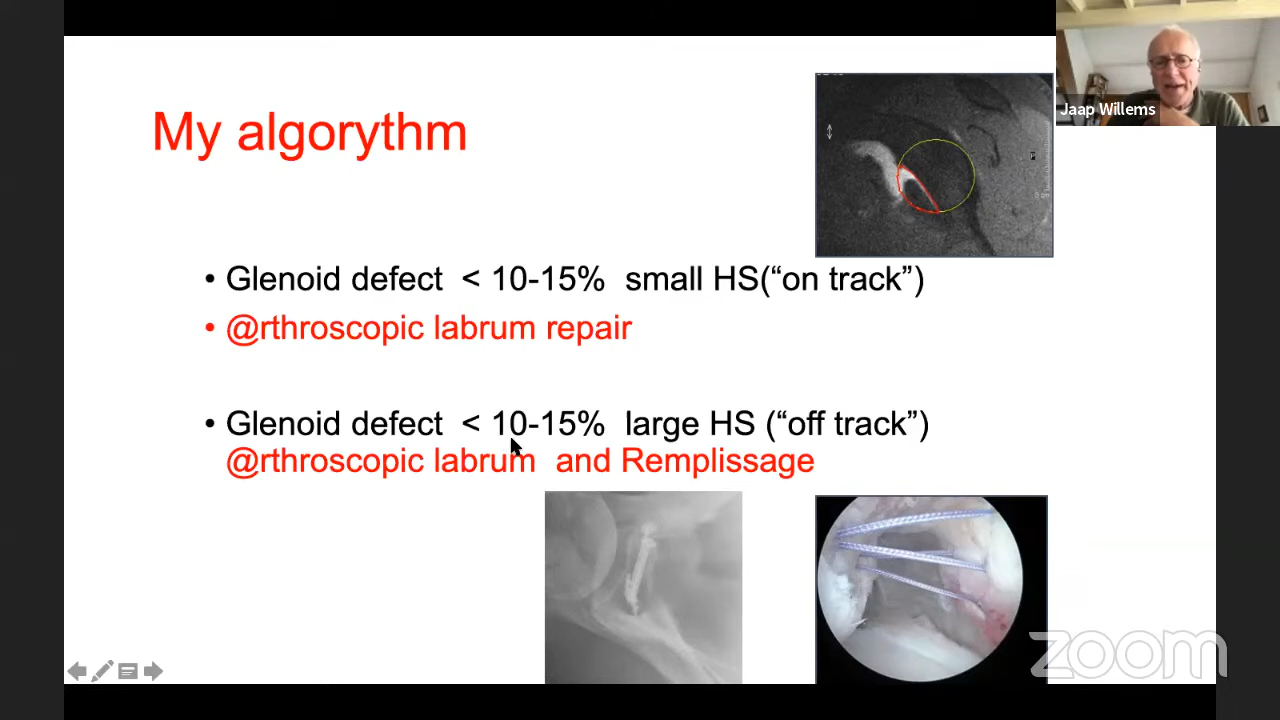 Jaap Willems
My algorythm
• Glenoid defect < 10-15% small HS(“on track”)
• @rthroscopic labrum repair
• Glenoid defect < 10-15% large HS (“off track”)
@rthroscopic labrum and Remplissage
zoom